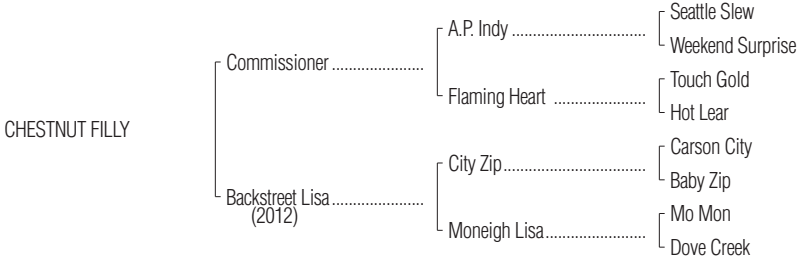 Seattle Slew
A.P. Indy
Weekend Surprise
Commissioner
Touch Gold
Flaming Heart
Hot Lear
CHESTNUT FILLY
Carson City
City Zip
Baby Zip
Backstreet Lisa
(2012)
Mo Mon
Moneigh Lisa
Dove Creek